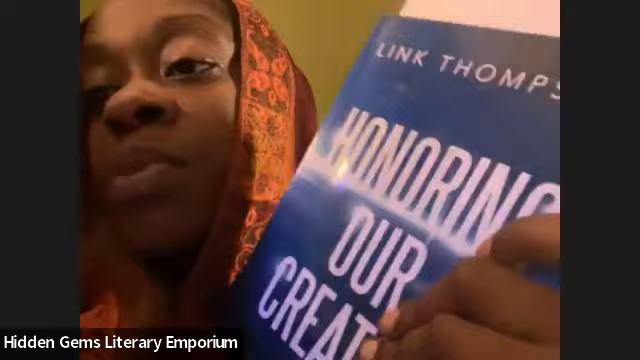 LINK THOMPS
HONORING
OUR
CREAT
Hidden Gems Literary Emporium